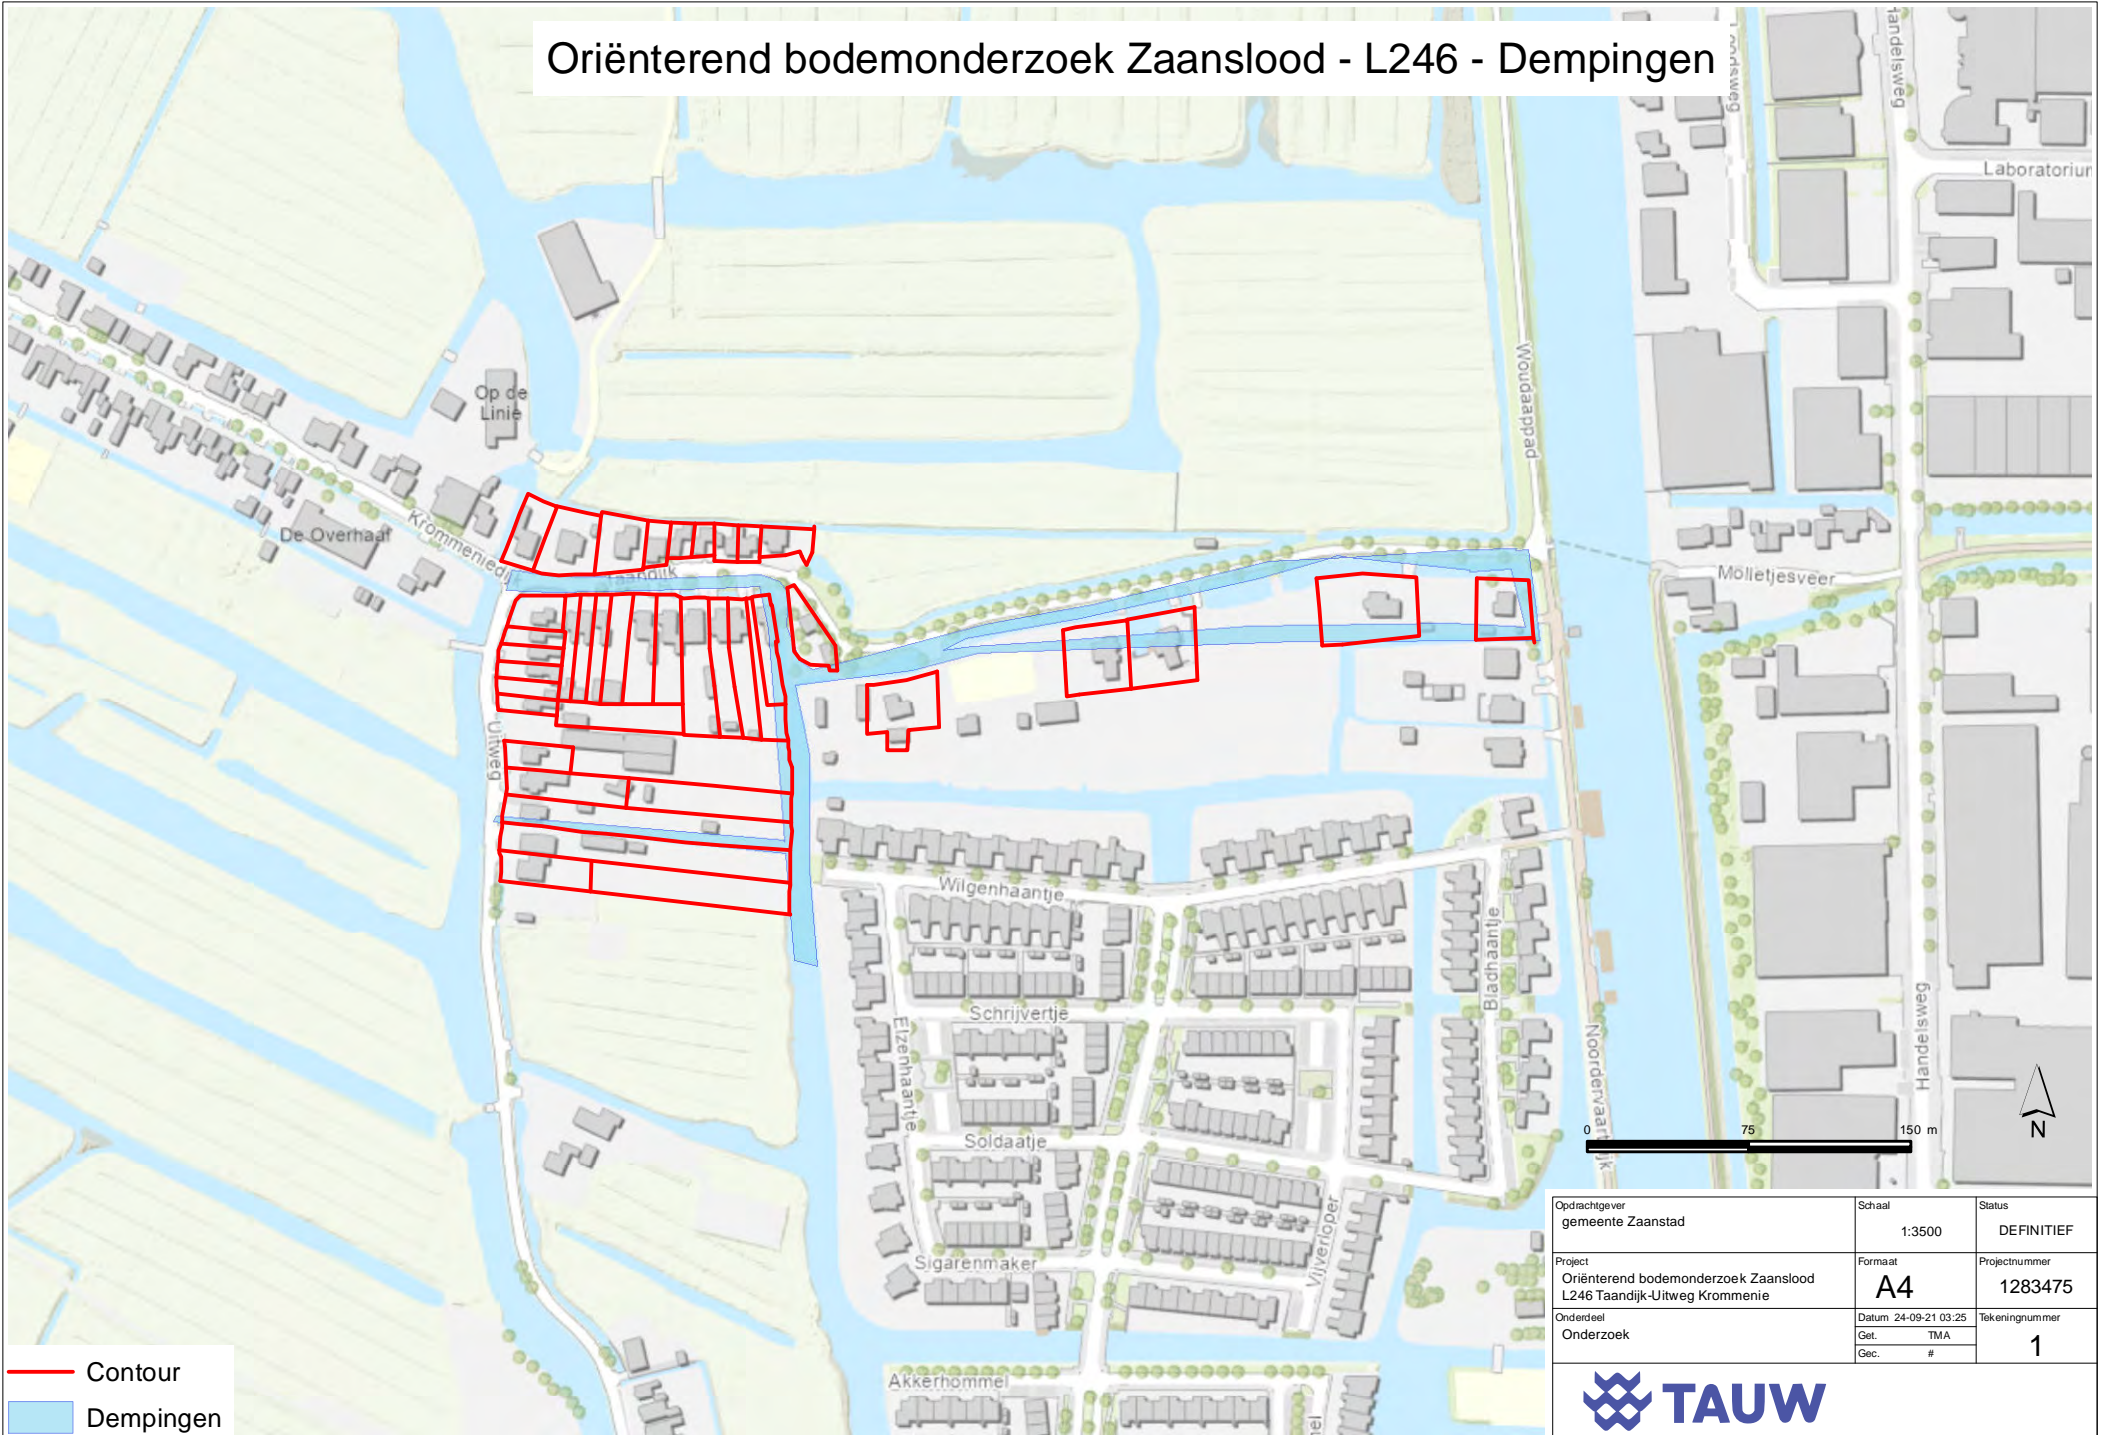 Oriënterend bodemonderzoek Zaanslood - L246 - Dempingen
Handelsweg
Laboratorium
Op de
Linie
Woudaapad
De Overhaal
Krommeniedijk
Taandijk
Molletjesveer
Uitweg
Wilgenhaantje
Bladhaantje
Schrijvertje
Elzenhaantje
Noordervaartdijk
Handelsweg
Soldaatje
Vijverloper
Sigarenmaker
Akkerhommel
0 75 150 m
N
Opdrachtgever
gemeente Zaanstad
Schaal
1:3500
Status
DEFINITIEF
Project
Oriënterend bodemonderzoek Zaanslood
L246 Taandijk-Uitweg Krommenie
Formaat
A4
Projectnummer
1283475
Onderdeel
Onderzoek
Datum 24-09-21 03:25
Get. TMA
Gec. #
Tekeningnummer
1
Contour
Dempingen
TAUW